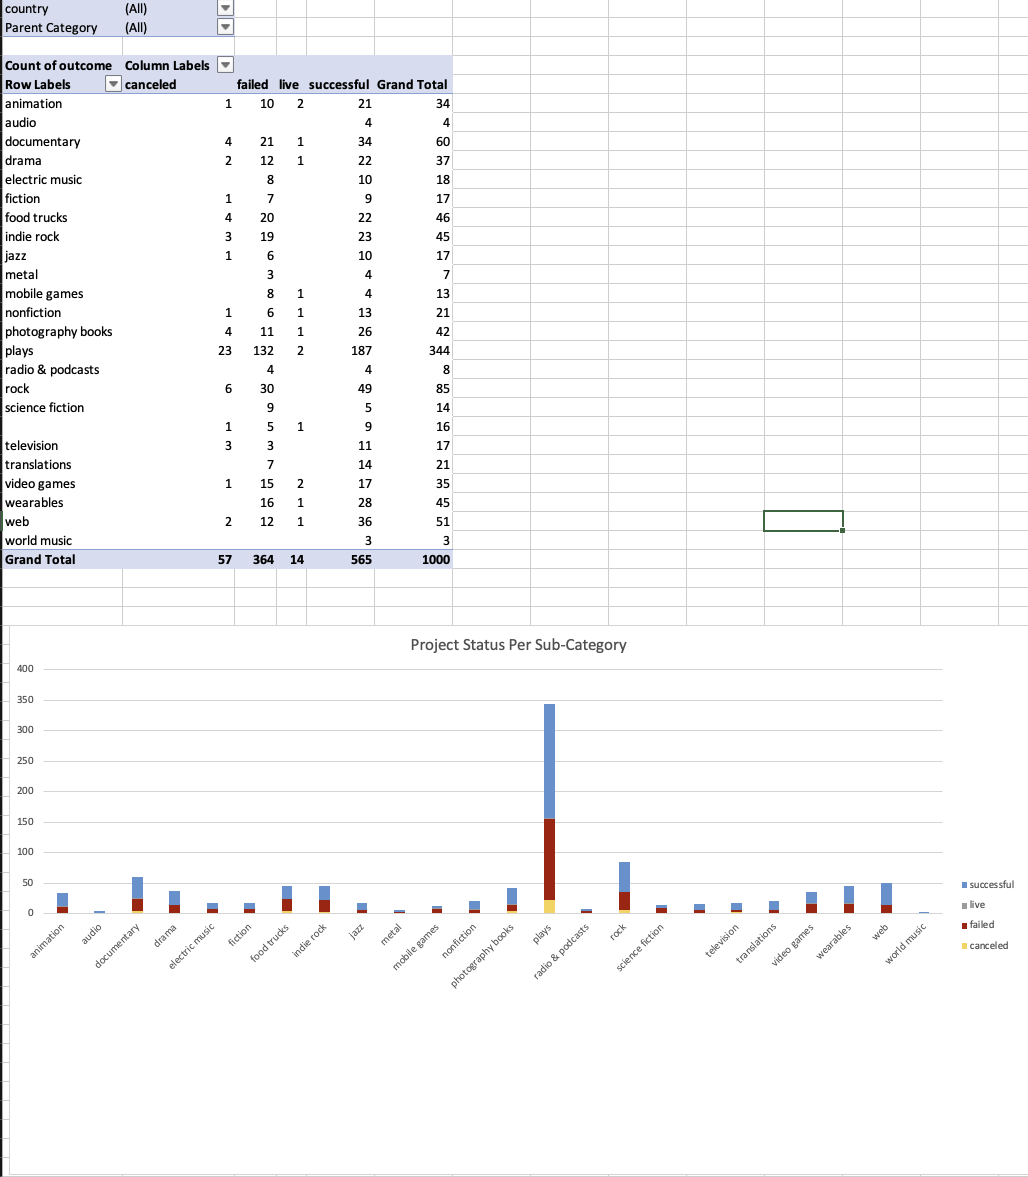 country (All)
Parent Category (All)
Count of outcome Column Labels
Row Labels canceled failed live successful Grand Total
animation 1 10 2 21 34
audio 4 4
documentary 4 21 1 34 60
drama 2 12 1 22 37
electric music 8 10 18
fiction 1 7 9 17
food trucks 4 20 22 46
indie rock 3 19 23 45
jazz 1 6 10 17
metal 3 4 7
mobile games 8 1 4 13
nonfiction 1 6 1 13 21
photography books 4 11 1 26 42
plays 23 132 2 187 344
radio & podcasts 4 4 8
rock 6 30 49 85
science fiction 9 5 14
1 5 1 9 16
television 3 3 11 17
translations 7 14 21
video games 1 15 2 17 35
wearables 16 1 28 45
web 2 12 1 36 51
world music 3 3
Grand Total 57 364 14 565 1000
Project Status Per Sub-Category
400
350
300
250
200
150
100
50
0
successful
live
failed
canceled
animation
audio
documentary
drama
electric music
fiction
food trucks
indie rock
jazz
metal
mobile games
nonfiction
photography books
plays
radio & podcasts
rock
science fiction
television
translations
video games
wearables
web
world music